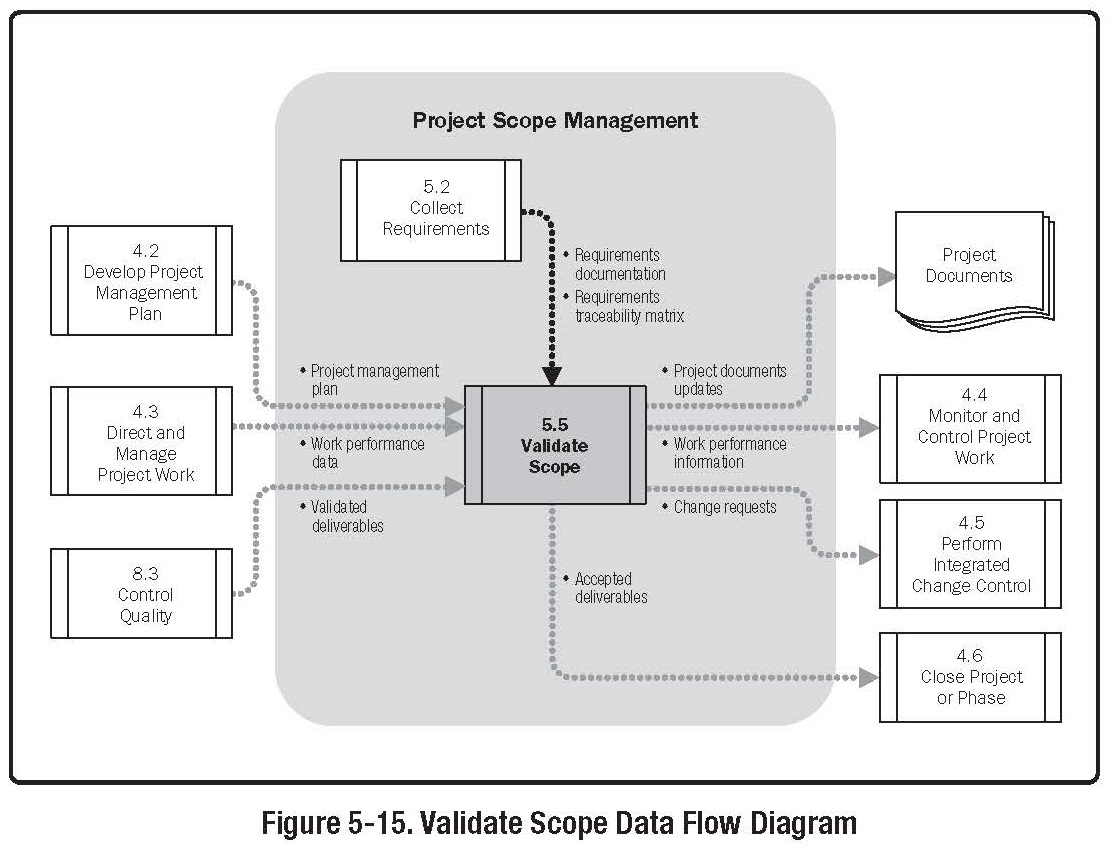 Project Scope Management
5.2
Collect
Requirements
4.2
Develop Project
Management
Plan
Project
Documents
• Requirements
documentation
• Requirements
traceability matrix
• Project management
plan
• Project documents
updates
4.3
Direct and
Manage
Project Work
5.5
Validate
Scope
4.4
Monitor and
Control Project
Work
• Work performance
data
• Work performance
information
• Validated
deliverables
• Change requests
4.5
Perform
Integrated
Change Control
8.3
Control
Quality
• Accepted
deliverables
4.6
Close Project
or Phase
Figure 5-15. Validate Scope Data Flow Diagram